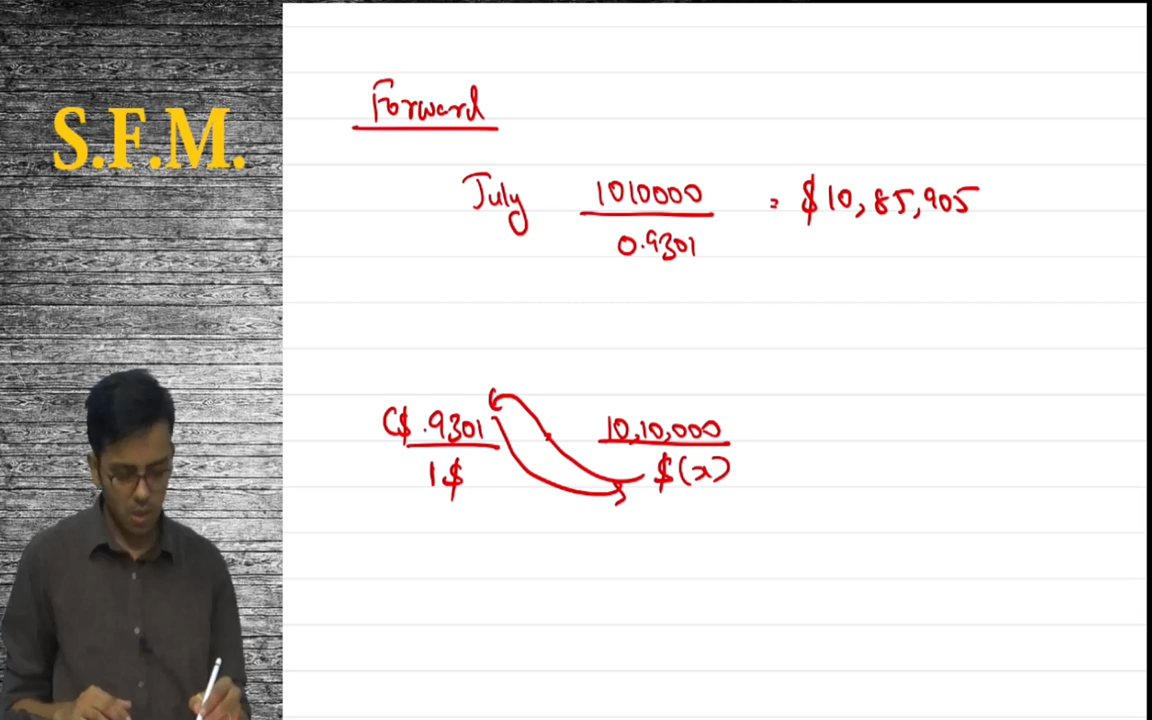 S.F.M.
Forward
July 1010000 = $10,85,905
0.9301
C$ .9301 10,10,000
1$ $(x)